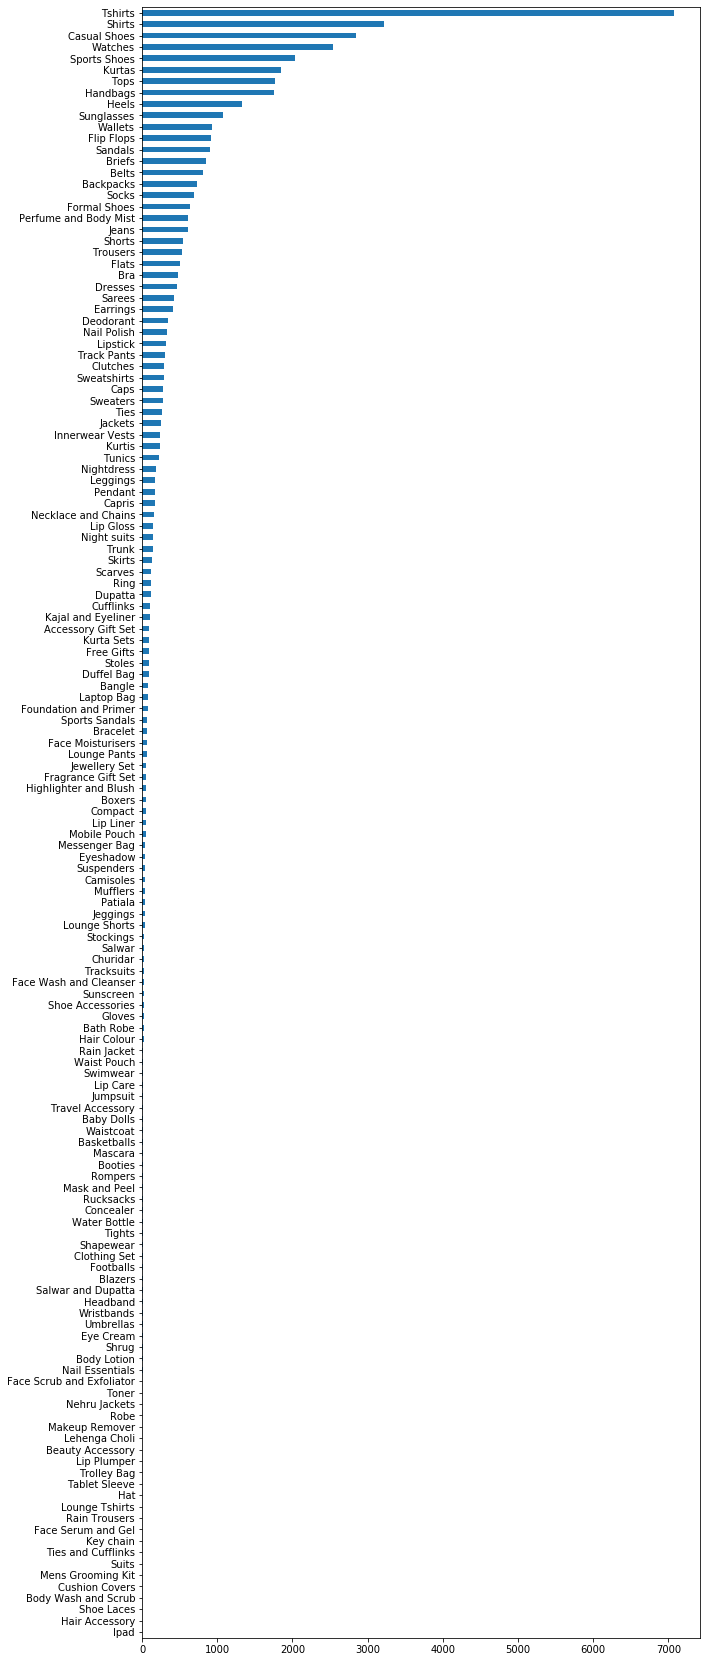 Tshirts
Shirts
Casual Shoes
Watches
Sports Shoes
Kurtas
Tops
Handbags
Heels
Sunglasses
Wallets
Flip Flops
Sandals
Briefs
Belts
Backpacks
Socks
Formal Shoes
Perfume and Body Mist
Jeans
Shorts
Trousers
Flats
Bra
Dresses
Sarees
Earrings
Deodorant
Nail Polish
Lipstick
Track Pants
Clutches
Sweatshirts
Caps
Sweaters
Ties
Jackets
Innerwear Vests
Kurtis
Tunics
Nightdress
Leggings
Pendant
Capris
Necklace and Chains
Lip Gloss
Night suits
Trunk
Skirts
Scarves
Ring
Dupatta
Cufflinks
Kajal and Eyeliner
Accessory Gift Set
Kurta Sets
Free Gifts
Stoles
Duffel Bag
Bangle
Laptop Bag
Foundation and Primer
Sports Sandals
Bracelet
Face Moisturisers
Lounge Pants
Jewellery Set
Fragrance Gift Set
Highlighter and Blush
Boxers
Compact
Lip Liner
Mobile Pouch
Messenger Bag
Eyeshadow
Suspenders
Camisoles
Mufflers
Patiala
Jeggings
Lounge Shorts
Stockings
Salwar
Churidar
Tracksuits
Face Wash and Cleanser
Sunscreen
Shoe Accessories
Gloves
Bath Robe
Hair Colour
Rain Jacket
Waist Pouch
Swimwear
Lip Care
Jumpsuit
Travel Accessory
Baby Dolls
Waistcoat
Basketballs
Mascara
Booties
Rompers
Mask and Peel
Rucksacks
Concealer
Water Bottle
Tights
Shapewear
Clothing Set
Footballs
Blazers
Salwar and Dupatta
Headband
Wristbands
Umbrellas
Eye Cream
Shrug
Body Lotion
Nail Essentials
Face Scrub and Exfoliator
Toner
Nehru Jackets
Robe
Makeup Remover
Lehenga Choli
Beauty Accessory
Lip Plumper
Trolley Bag
Tablet Sleeve
Hat
Lounge Tshirts
Rain Trousers
Face Serum and Gel
Key chain
Ties and Cufflinks
Suits
Mens Grooming Kit
Cushion Covers
Body Wash and Scrub
Shoe Laces
Hair Accessory
Ipad
0 1000 2000 3000 4000 5000 6000 7000